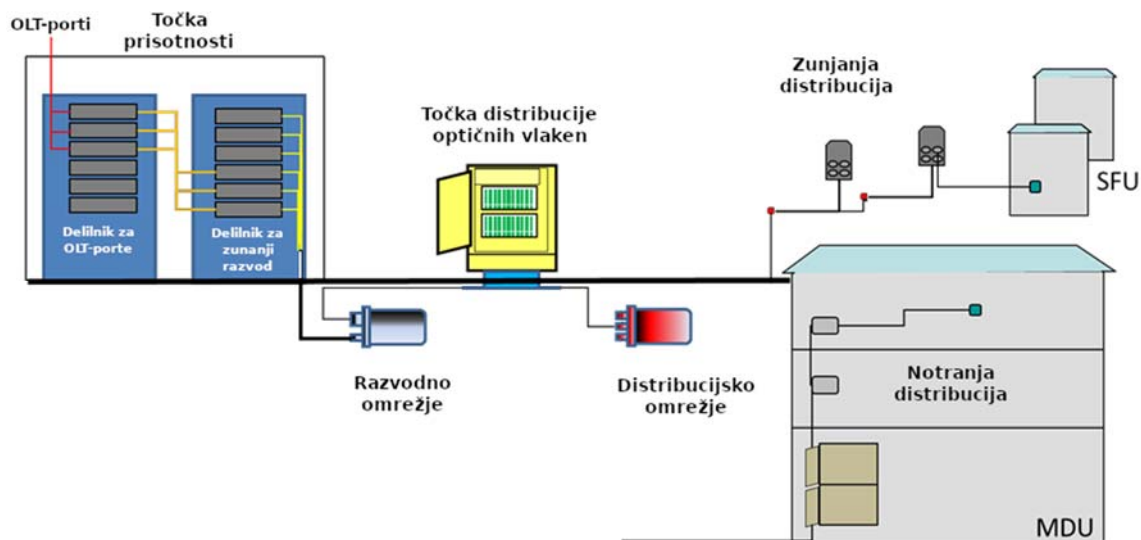 OLT-porti
Točka
prisotnosti
Delilnik za
OLT-porte
Delilnik za
zunanji
razvod
Točka distribucije
optičnih vlaken
Zunjanja
distribucija
SFU
Razvodno
omrežje
Distribucijsko
omrežje
Notranja
distribucija
MDU